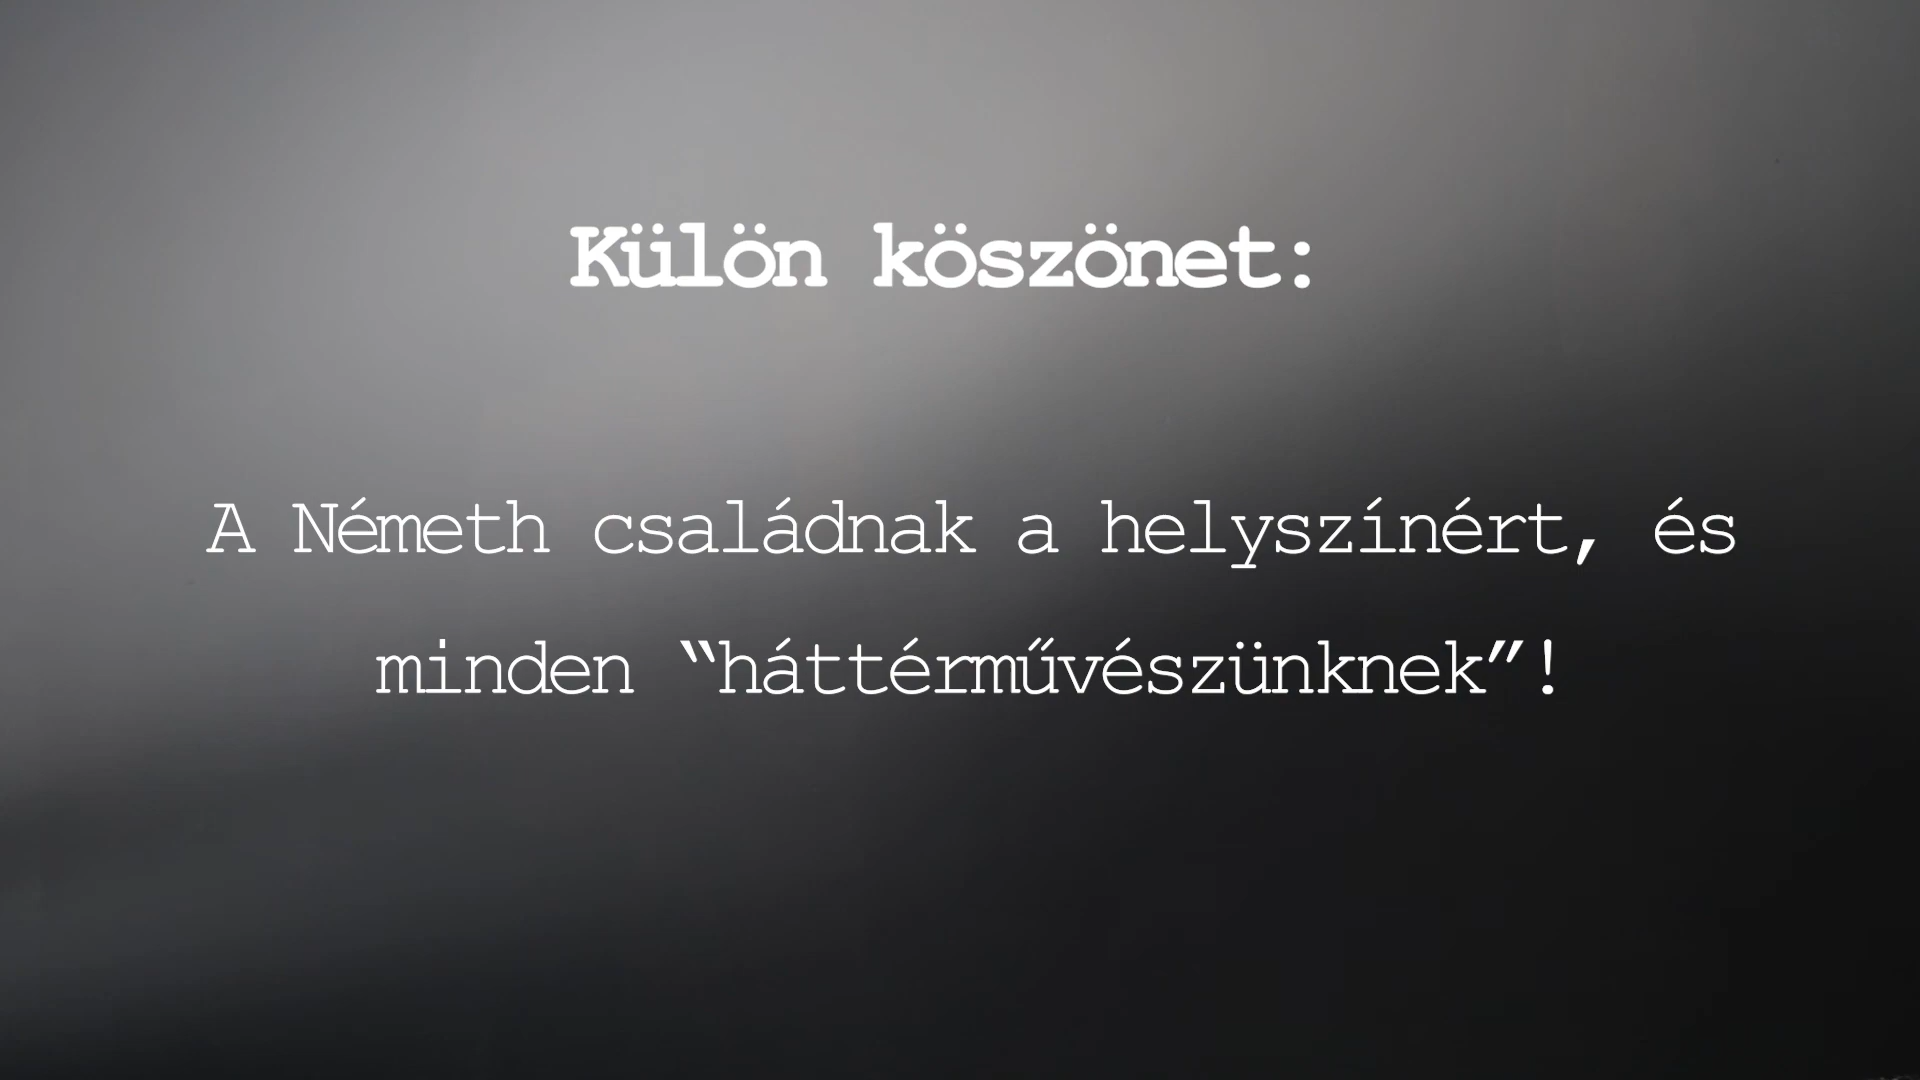 Külön köszönet:
A Németh családnak a helyszínért, és
minden “háttérművészünknek”!